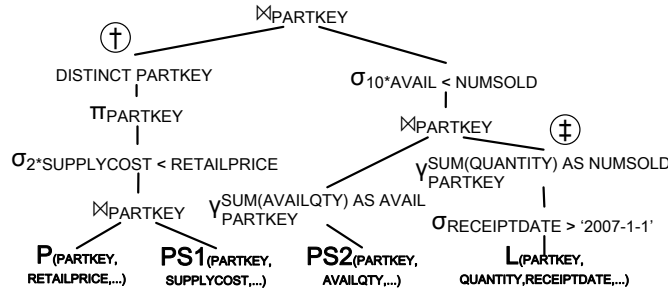 ⋈PARTKEY
†
DISTINCT PARTKEY
σ10*AVAIL < NUMSOLD
πPARTKEY
⋈PARTKEY
‡
σ2*SUPPLYCOST < RETAILPRICE
γSUM(AVAILQTY) AS AVAIL
PARTKEY
γSUM(QUANTITY) AS NUMSOLD
PARTKEY
⋈PARTKEY
σRECEIPTDATE > '2007-1-1'
P(PARTKEY,
RETAILPRICE,...)
PS1(PARTKEY,
SUPPLYCOST,...)
PS2(PARTKEY,
AVAILQTY,...)
L(PARTKEY,
QUANTITY,RECEIPTDATE,...)